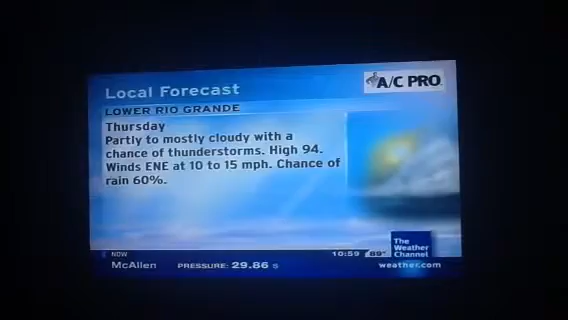 Local Forecast
A/C PRO
LOWER RIO GRANDE
Thursday
Partly to mostly cloudy with a
chance of thunderstorms. High 94.
Winds ENE at 10 to 15 mph. Chance of
rain 60%.
The
Weather
Channel
NOW
10:59 89°
McAllen PRESSURE: 29.86 S
weather.com